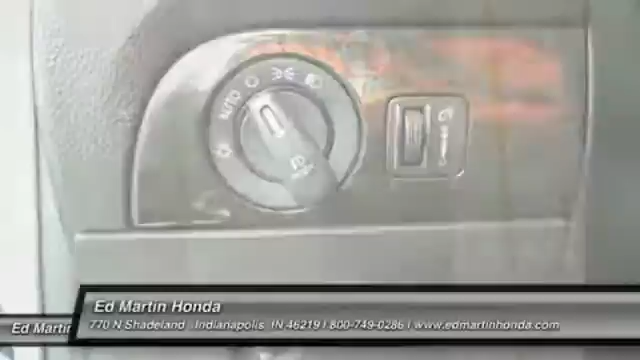 AUTO
Ed Martin Honda
770 N Shadeland , Indianapolis, IN 46219 | 800-749-0286 | www.edmartinhonda.com
Ed Martin